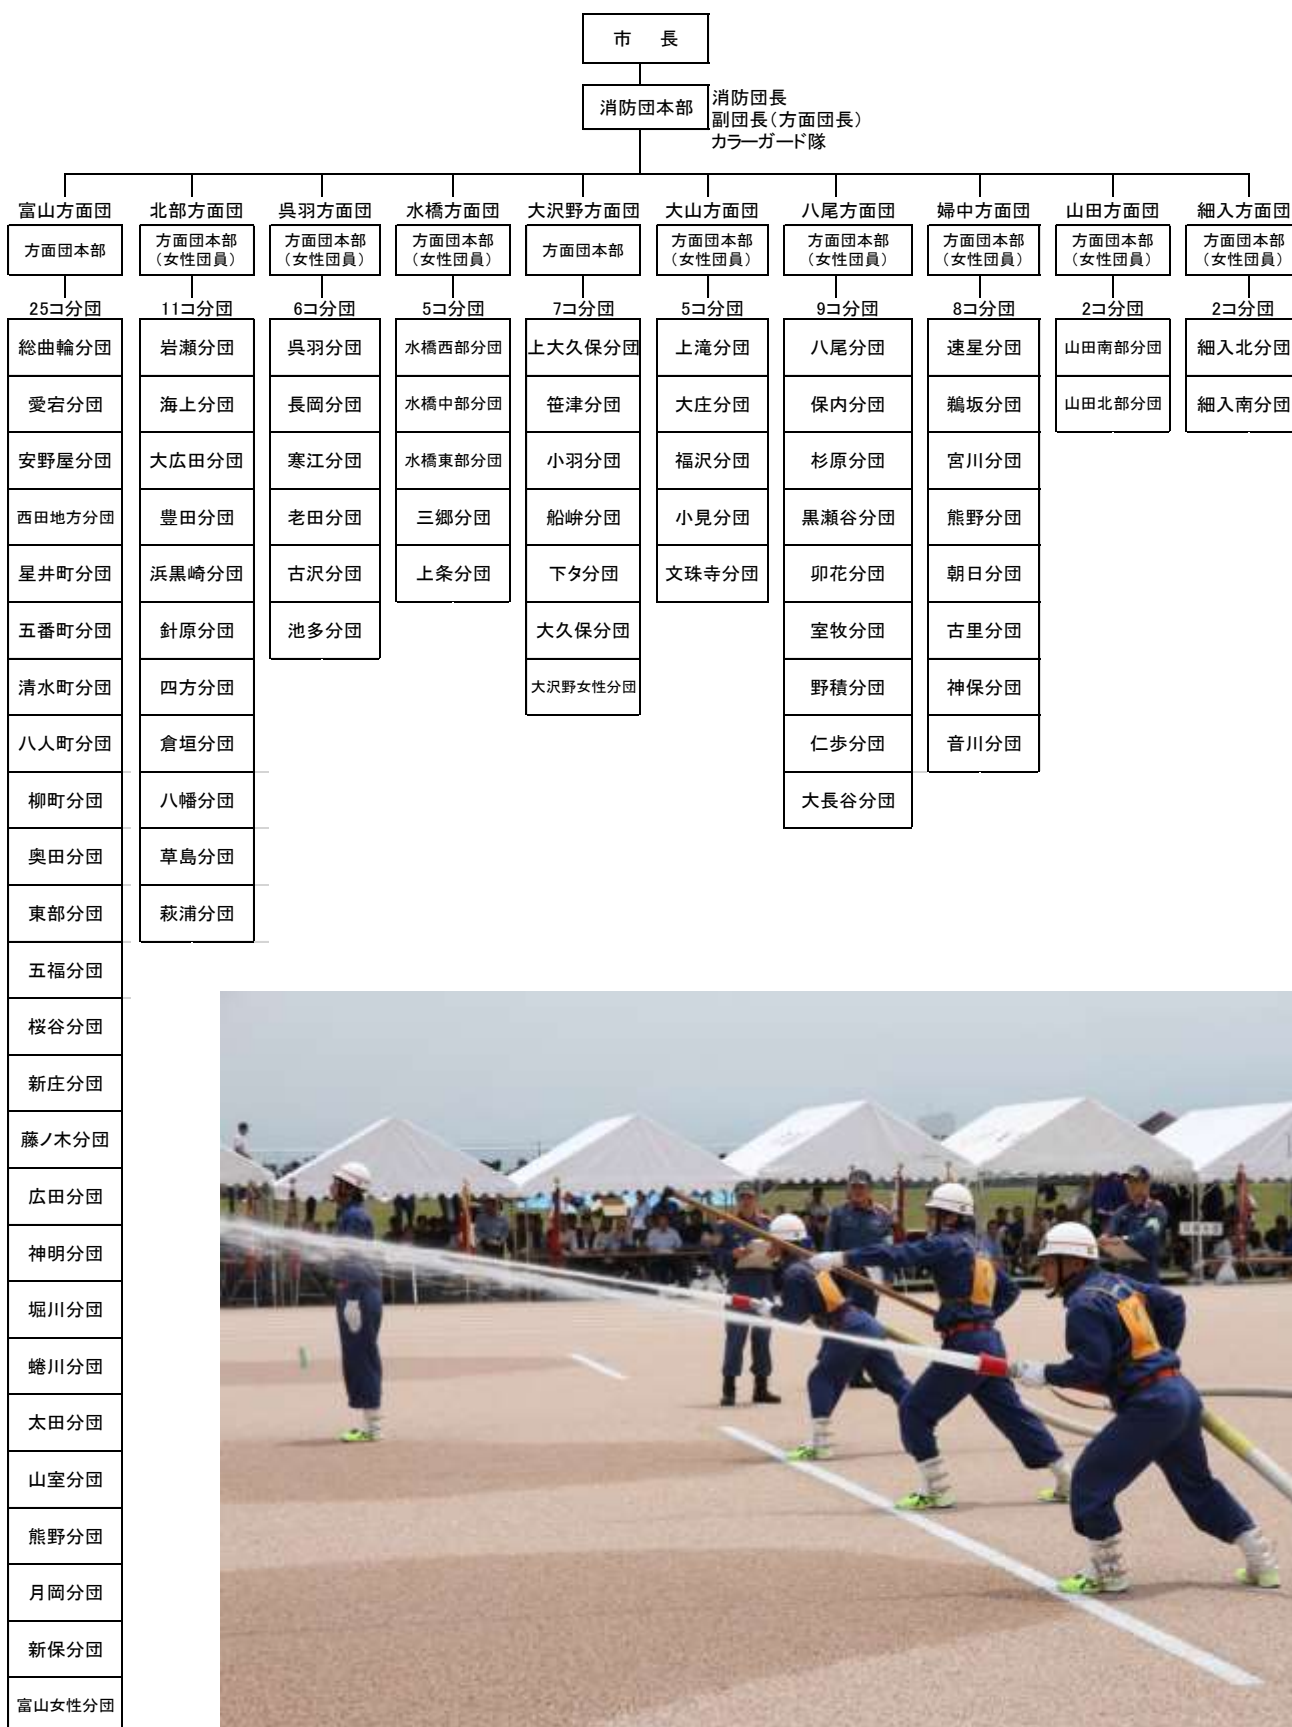 市 長
消防団本部
消防団長
副団長(方面団長)
カラーガード隊
富山方面団
方面団本部
25コ分団
総曲輪分団
愛宕分団
安野屋分団
西田地方分団
星井町分団
五番町分団
清水町分団
八人町分団
柳町分団
奥田分団
東部分団
五福分団
桜谷分団
新庄分団
藤ノ木分団
広田分団
神明分団
堀川分団
蜷川分団
太田分団
山室分団
熊野分団
月岡分団
新保分団
富山女性分団
北部方面団
方面団本部
(女性団員)
11コ分団
岩瀬分団
海上分団
大広田分団
豊田分団
浜黒崎分団
針原分団
四方分団
倉垣分団
八幡分団
草島分団
萩浦分団
呉羽方面団
方面団本部
(女性団員)
6コ分団
呉羽分団
長岡分団
寒江分団
老田分団
古沢分団
池多分団
水橋方面団
方面団本部
(女性団員)
5コ分団
水橋西部分団
水橋中部分団
水橋東部分団
三郷分団
上条分団
大沢野方面団
方面団本部
7コ分団
上大久保分団
笹津分団
小羽分団
船峅分団
下タ分団
大久保分団
大沢野女性分団
大山方面団
方面団本部
(女性団員)
5コ分団
上滝分団
大庄分団
福沢分団
小見分団
文珠寺分団
八尾方面団
方面団本部
(女性団員)
9コ分団
八尾分団
保内分団
杉原分団
黒瀬谷分団
卯花分団
室牧分団
野積分団
仁歩分団
大長谷分団
婦中方面団
方面団本部
(女性団員)
8コ分団
速星分団
鵜坂分団
宮川分団
熊野分団
朝日分団
古里分団
神保分団
音川分団
山田方面団
方面団本部
(女性団員)
2コ分団
山田南部分団
山田北部分団
細入方面団
方面団本部
(女性団員)
2コ分団
細入北分団
細入南分団